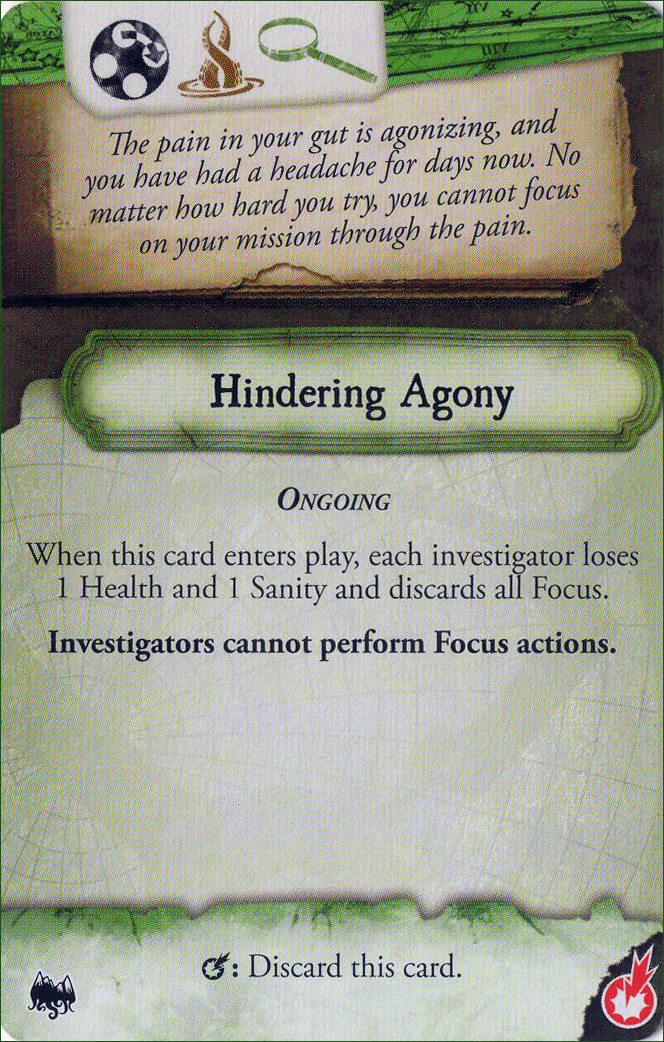 The pain in your gut is agonizing, and
you have had a headache for days now. No
matter how hard you try, you cannot focus
on your mission through the pain.
Hindering Agony
ONGOING
When this card enters play, each investigator loses
1 Health and 1 Sanity and discards all Focus.
Investigators cannot perform Focus actions.
: Discard this card.